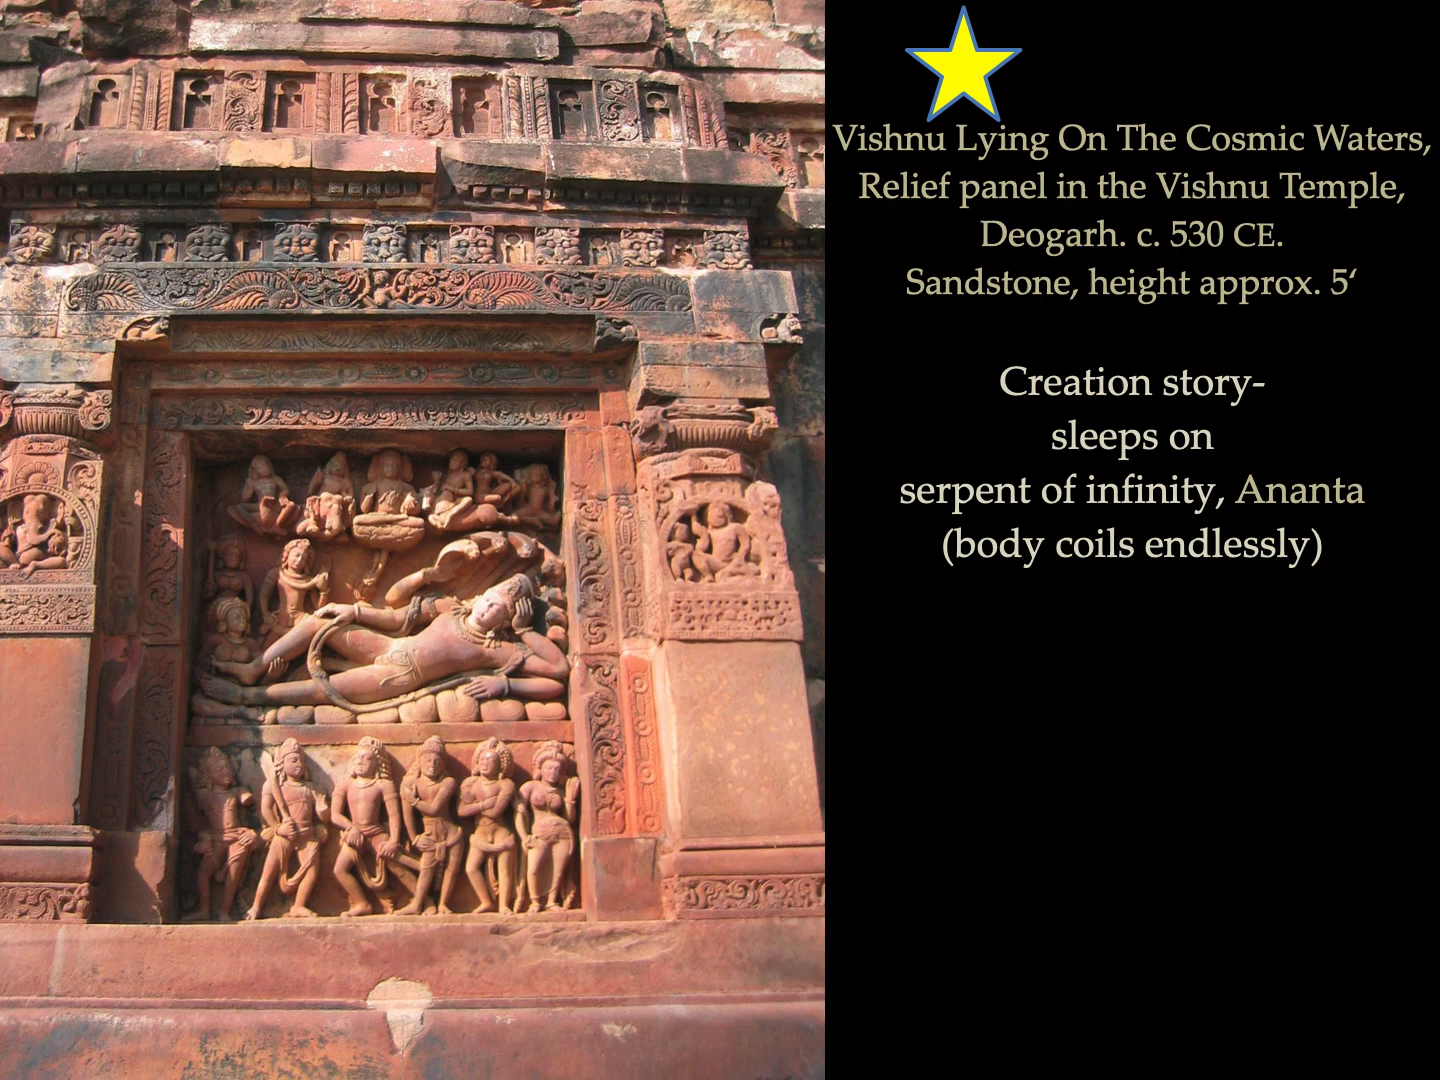 Vishnu Lying On The Cosmic Waters,
Relief panel in the Vishnu Temple,
Deogarh. c. 530 CE.
Sandstone, height approx. 5‘
Creation story-
sleeps on
serpent of infinity, Ananta
(body coils endlessly)